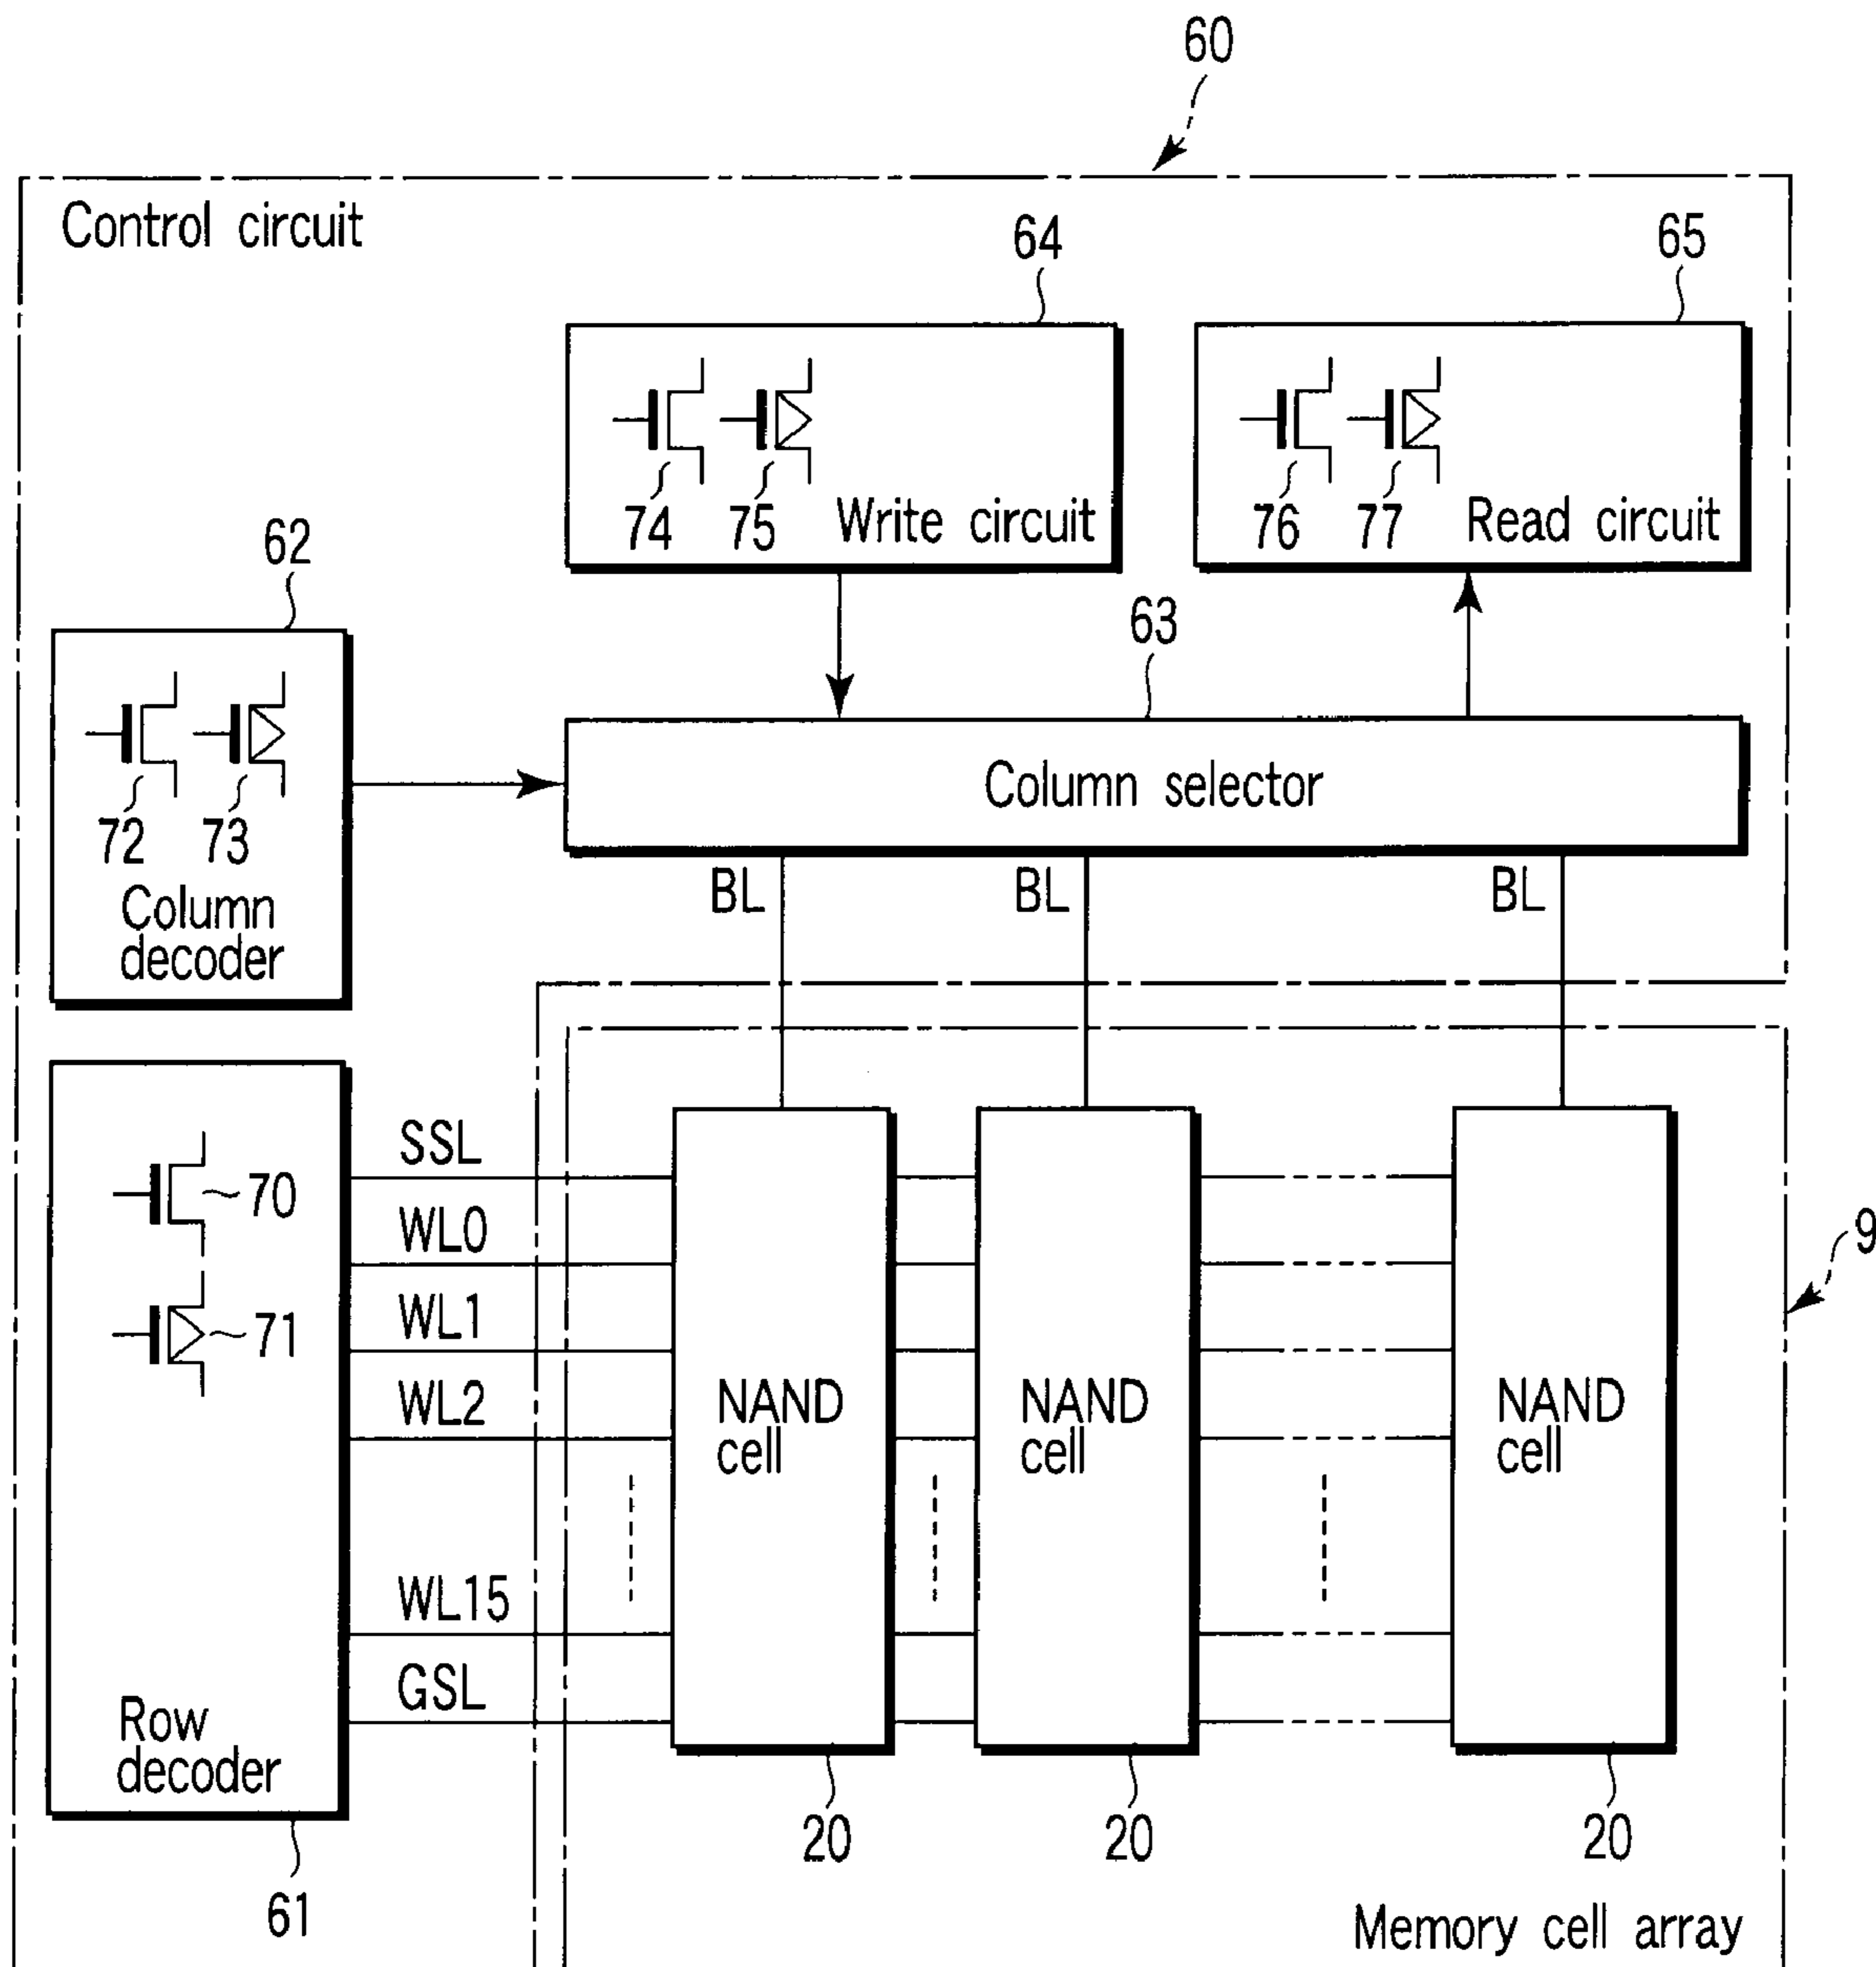 60
Control circuit
64
65
74
75
Write circuit
76
77
Read circuit
62
63
72
73
Column
decoder
Column selector
BL
BL
BL
SSL
WL0
WL1
WL2
WL15
GSL
70
71
Row
decoder
NAND
cell
NAND
cell
NAND
cell
9
20
20
20
61
Memory cell array